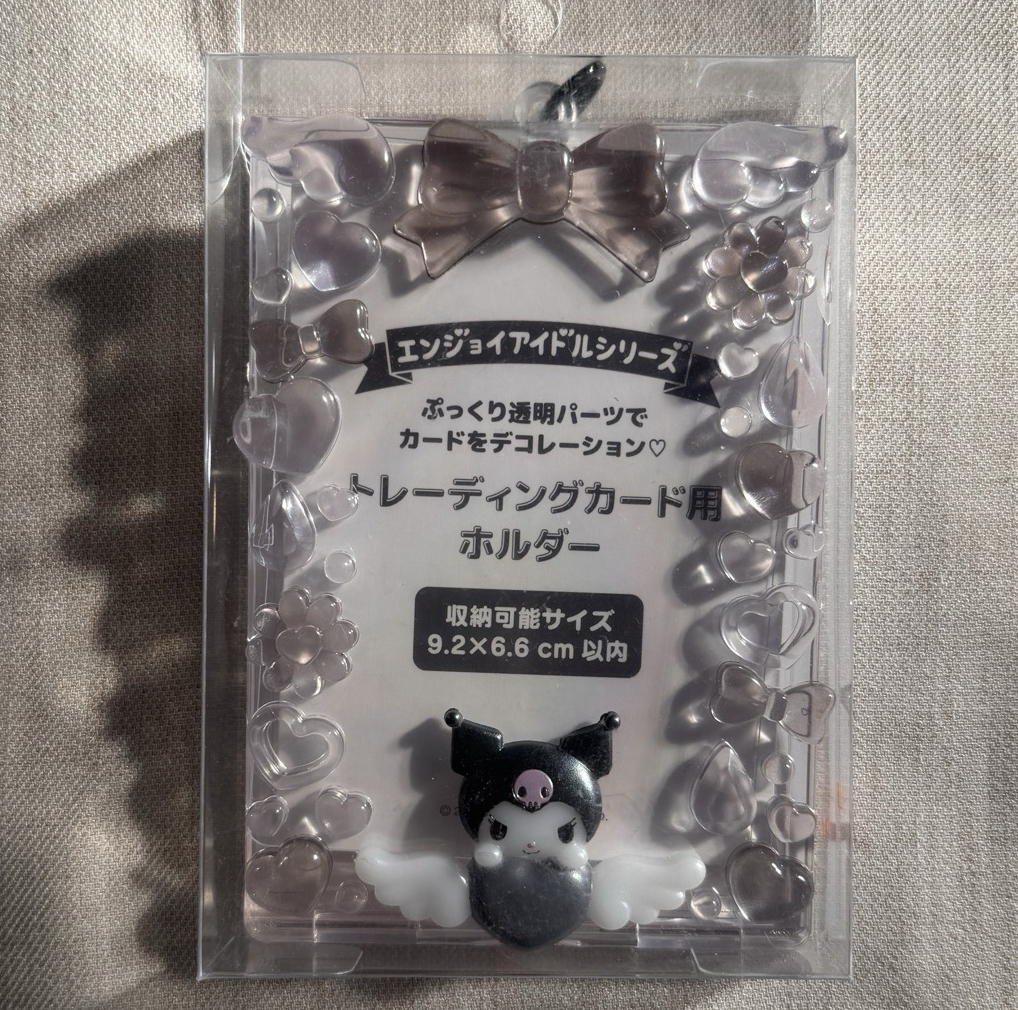 エンジョイアイドルシリーズ
ぷっくり透明パーツで
カードをデコレーション♡
トレーディングカード用
ホルダー
収納可能サイズ
9.2×6.6 cm 以内